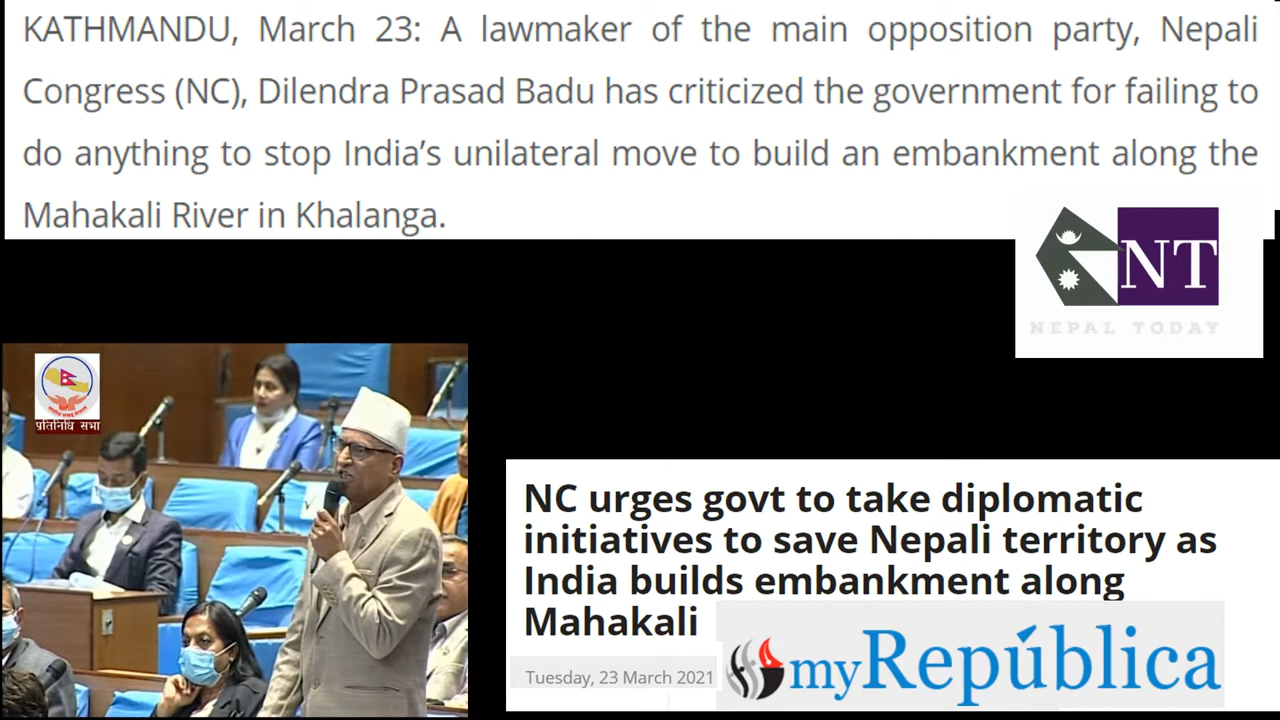 KATHMANDU, March 23: A lawmaker of the main opposition party, Nepali
Congress (NC), Dilendra Prasad Badu has criticized the government for failing to
do anything to stop India’s unilateral move to build an embankment along the
Mahakali River in Khalanga.
NT
NEPAL TODAY
प्रतिनिधि सभा
NC urges govt to take diplomatic
initiatives to save Nepali territory as
India builds embankment along
Mahakali
Tuesday, 23 March 2021
myRepública